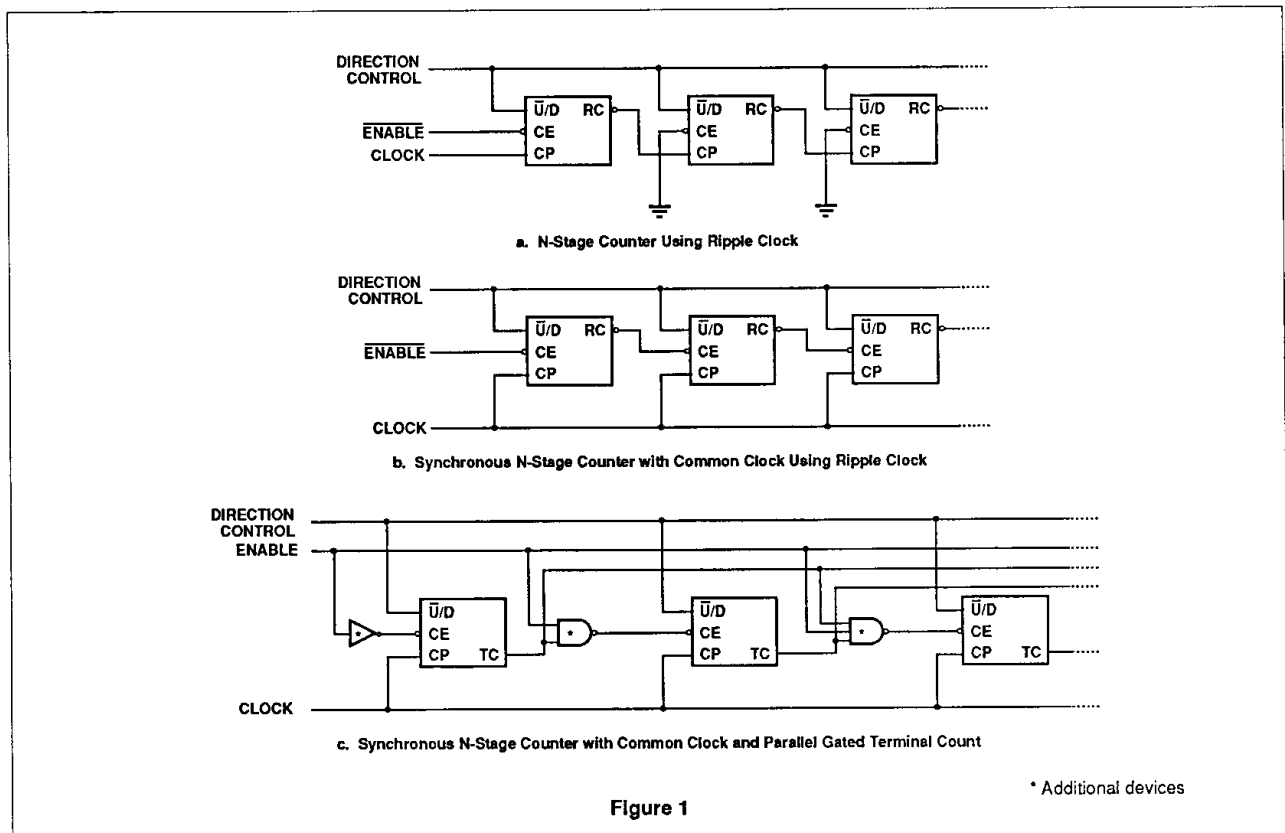 DIRECTION
CONTROL
U̅/D RC
U̅/D RC
U̅/D RC
E̅N̅A̅B̅L̅E̅
CE
CE
CE
CLOCK
CP
CP
CP
a. N-Stage Counter Using Ripple Clock
DIRECTION
CONTROL
U̅/D RC
U̅/D RC
U̅/D RC
E̅N̅A̅B̅L̅E̅
CE
CE
CE
CP
CP
CP
CLOCK
b. Synchronous N-Stage Counter with Common Clock Using Ripple Clock
DIRECTION
CONTROL
ENABLE
U̅/D
U̅/D
U̅/D
*
CE
*
CE
*
CE
CP TC
CP TC
CP TC
CLOCK
c. Synchronous N-Stage Counter with Common Clock and Parallel Gated Terminal Count
* Additional devices
Figure 1